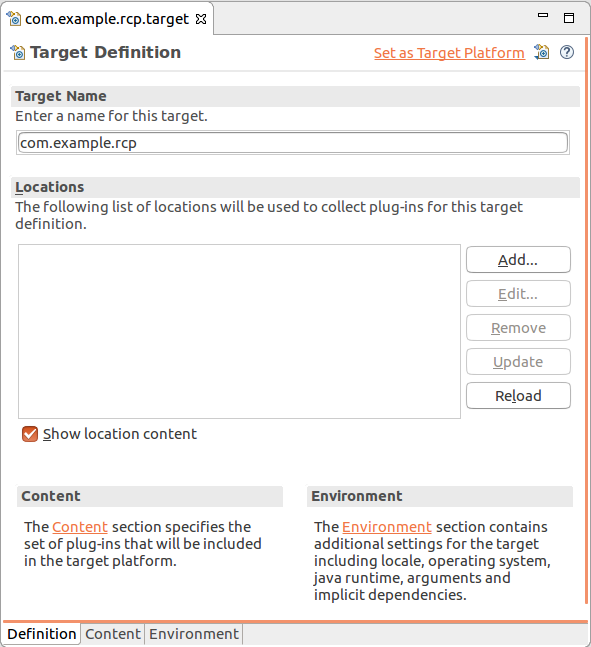 com.example.rcp.target
Target Definition
Set as Target Platform
Target Name
Enter a name for this target.
com.example.rcp
Locations
The following list of locations will be used to collect plug-ins for this target
definition.
Add...
Edit...
Remove
Update
Reload
Show location content
Content
The Content section specifies the
set of plug-ins that will be included
in the target platform.
Environment
The Environment section contains
additional settings for the target
including locale, operating system,
java runtime, arguments and
implicit dependencies.
Definition Content Environment